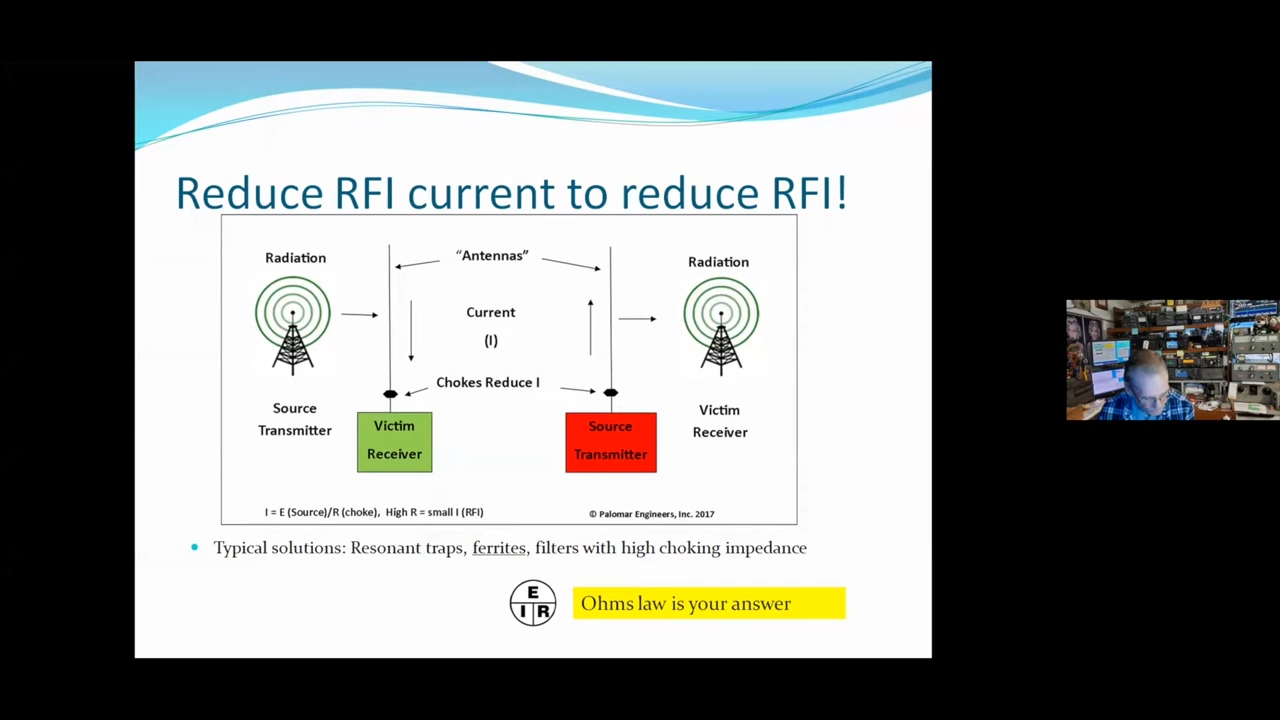 Reduce RFI current to reduce RFI!
Radiation
“Antennas”
Radiation
Current
(I)
Chokes Reduce I
Source
Transmitter
Victim
Receiver
Source
Transmitter
Victim
Receiver
I = E (Source)/R (choke), High R = small I (RFI)
© Palomar Engineers, Inc. 2017
Typical solutions: Resonant traps, ferrites, filters with high choking impedance
E
I R
Ohms law is your answer